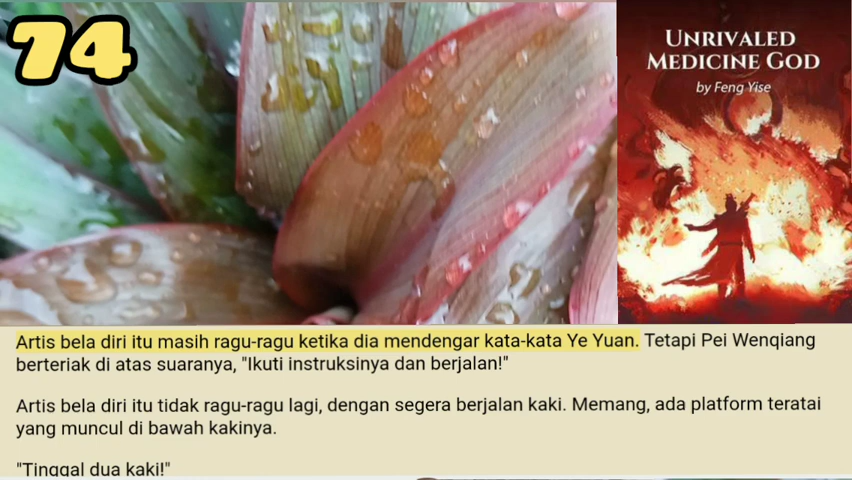 74
UNRIVALED
MEDICINE GOD
by Feng Yise
Artis bela diri itu masih ragu-ragu ketika dia mendengar kata-kata Ye Yuan. Tetapi Pei Wenqiang
berteriak di atas suaranya, "Ikuti instruksinya dan berjalan!"
Artis bela diri itu tidak ragu-ragu lagi, dengan segera berjalan kaki. Memang, ada platform teratai
yang muncul di bawah kakinya.
"Tinggal dua kaki!"